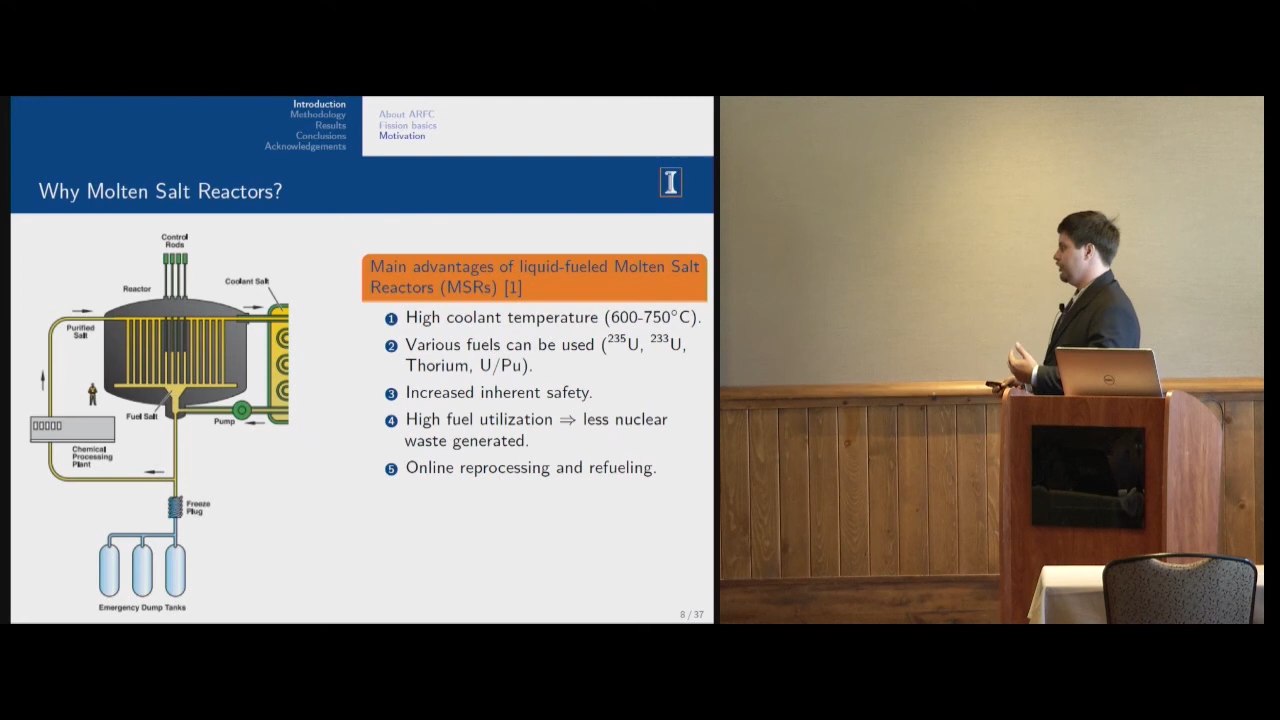 Introduction
Methodology
Results
Conclusions
Acknowledgements
About ARFC
Fission basics
Motivation
Why Molten Salt Reactors?
I
Control
Rods
Reactor
Coolant Salt
Purified
Salt
Fuel Salt
Pump
Chemical
Processing
Plant
Freeze
Plug
Emergency Dump Tanks
Main advantages of liquid-fueled Molten Salt
Reactors (MSRs) [1]
1 High coolant temperature (600-750°C).
2 Various fuels can be used (²³⁵U, ²³³U,
Thorium, U/Pu).
3 Increased inherent safety.
4 High fuel utilization ⇒ less nuclear
waste generated.
5 Online reprocessing and refueling.
8 / 37
DELL